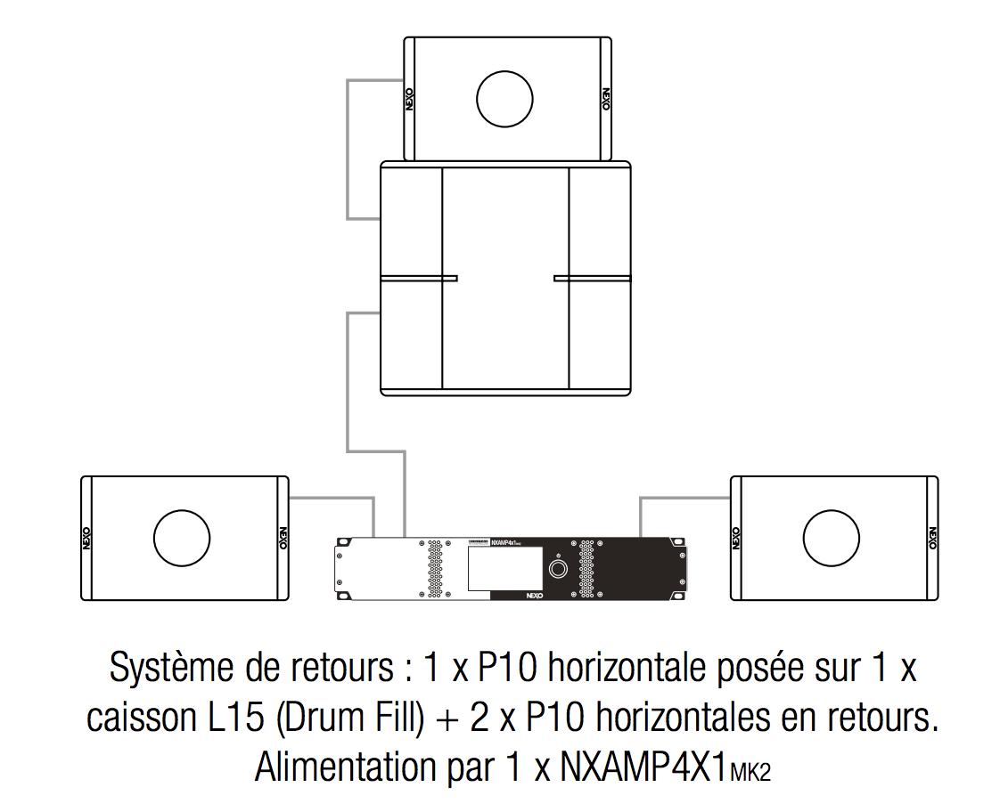 NEXO
NEXO
NEXO
NEXO
NXAMP4x1MK2
NEXO
NEXO
NEXO
Système de retours : 1 x P10 horizontale posée sur 1 x
caisson L15 (Drum Fill) + 2 x P10 horizontales en retours.
Alimentation par 1 x NXAMP4X1MK2